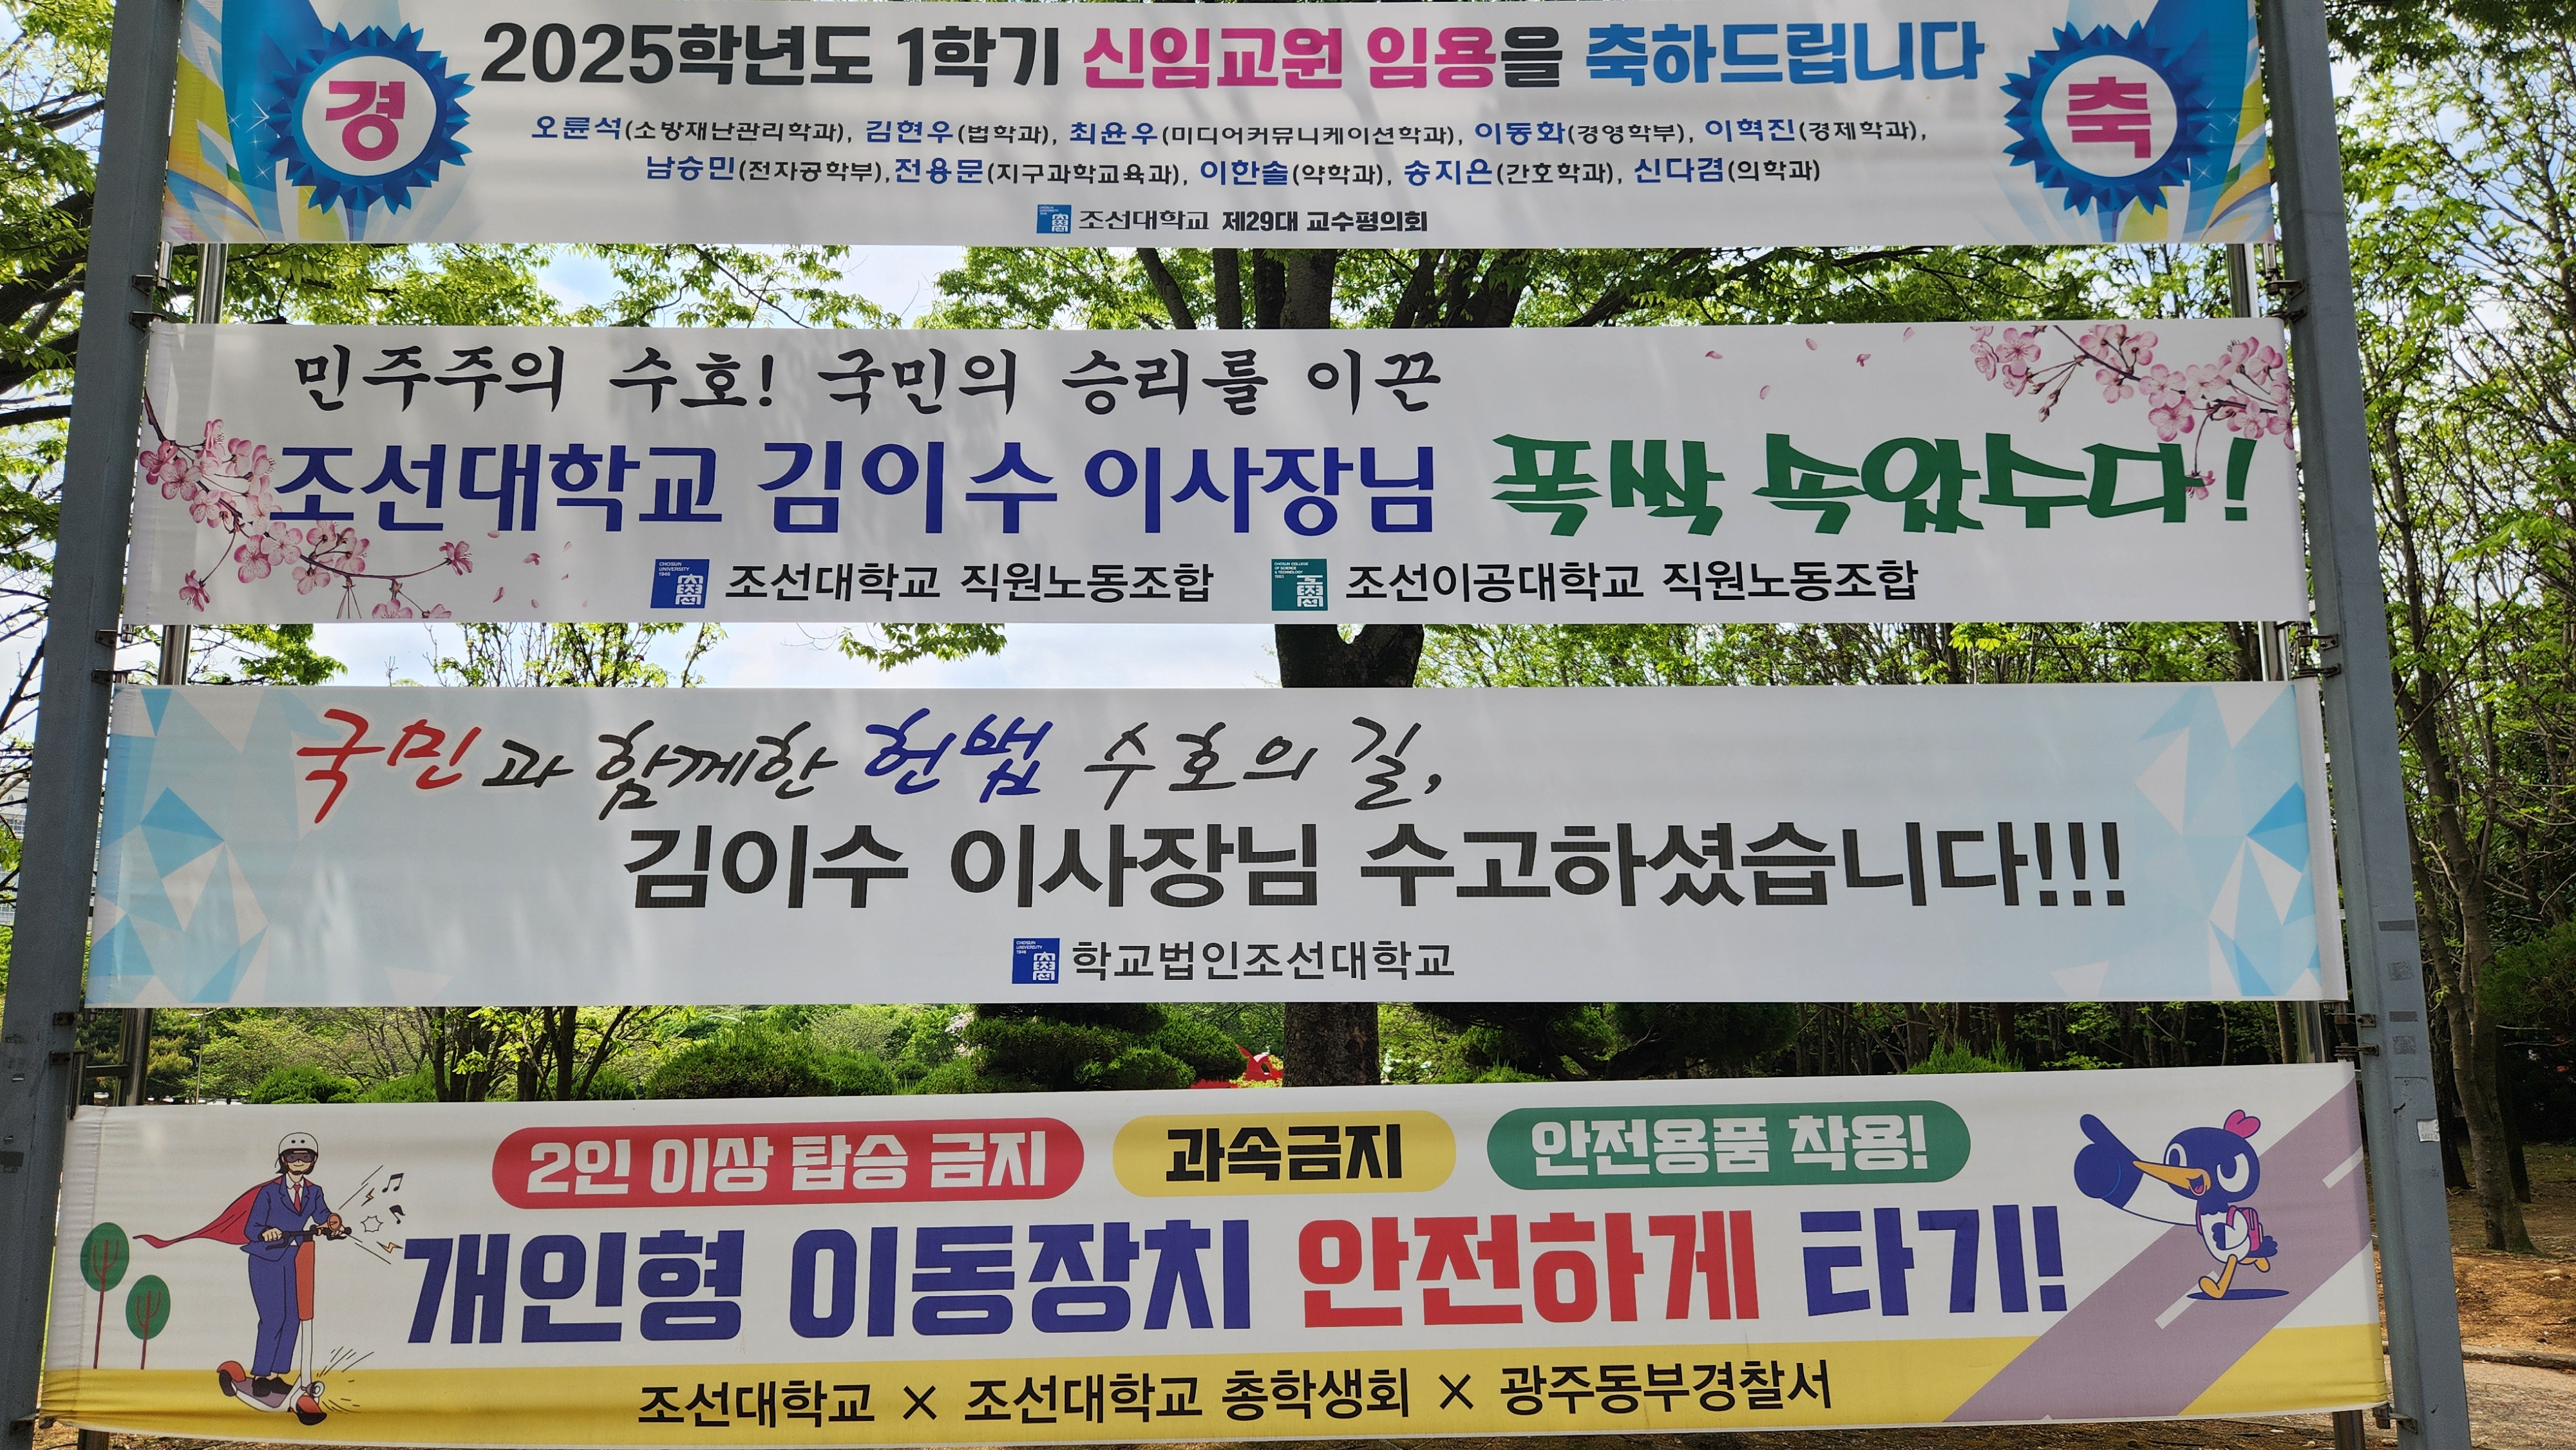 경
2025학년도 1학기 신임교원 임용을 축하드립니다
축
오륜석(소방재난관리학과), 김현우(법학과), 최윤우(미디어커뮤니케이션학과), 이동화(경영학부), 이혁진(경제학과),
남승민(전자공학부),전용문(지구과학교육과), 이한솔(약학과), 송지은(간호학과), 신다겸(의학과)
조선대학교 제29대 교수평의회
민주주의 수호! 국민의 승리를 이끈
조선대학교 김이수 이사장님 폭싹 속았수다!
CHOSUN UNIVERSITY 1946 조선대학교 직원노동조합 CHOSUN COLLEGE OF SCIENCE & TECHNOLOGY 조선이공대학교 직원노동조합
국민과 함께한 헌법 수호의 길,
김이수 이사장님 수고하셨습니다!!!
CHOSUN UNIVERSITY 1946 학교법인조선대학교
2인 이상 탑승 금지 과속금지 안전용품 착용!
개인형 이동장치 안전하게 타기!
조선대학교 × 조선대학교 총학생회 × 광주동부경찰서